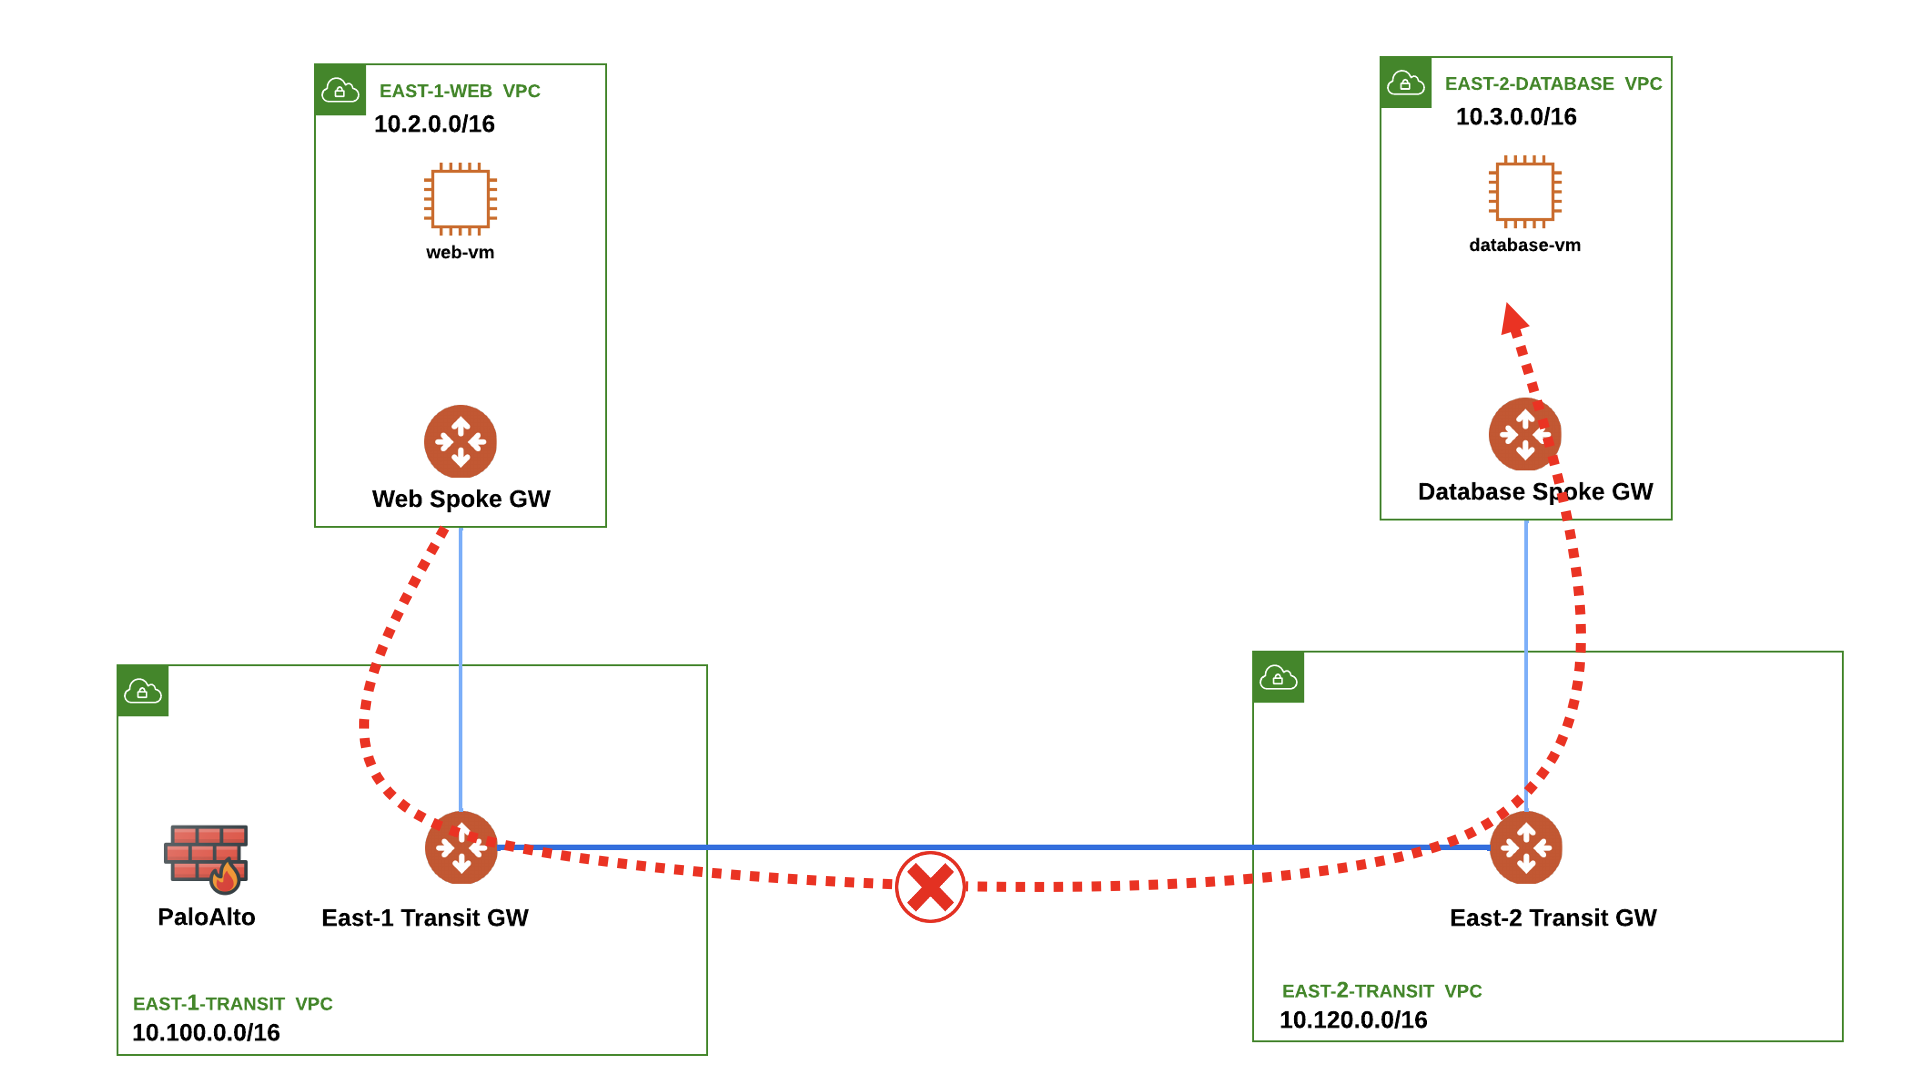 EAST-1-WEB VPC
10.2.0.0/16
web-vm
Web Spoke GW
EAST-2-DATABASE VPC
10.3.0.0/16
database-vm
Database Spoke GW
PaloAlto
East-1 Transit GW
EAST-1-TRANSIT VPC
10.100.0.0/16
East-2 Transit GW
EAST-2-TRANSIT VPC
10.120.0.0/16